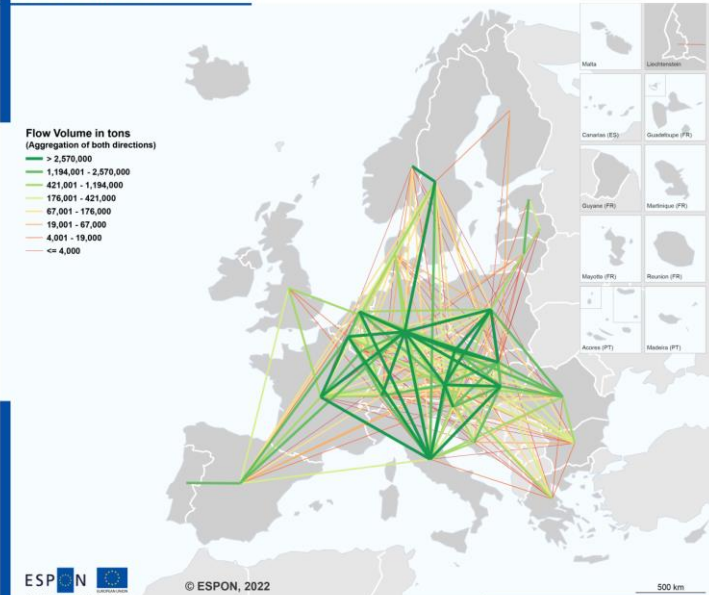 Flow Volume in tons
(Aggregation of both directions)
> 2,570,000
1,194,001 - 2,570,000
421,001 - 1,194,000
176,001 - 421,000
67,001 - 176,000
19,001 - 67,000
4,001 - 19,000
<= 4,000
Malta
Liechtenstein
Canarias (ES)
Guadeloupe (FR)
Guyane (FR)
Martinique (FR)
Mayotte (FR)
Reunion (FR)
Acores (PT)
Madeira (PT)
ESPON
EUROPEAN UNION
© ESPON, 2022
500 km